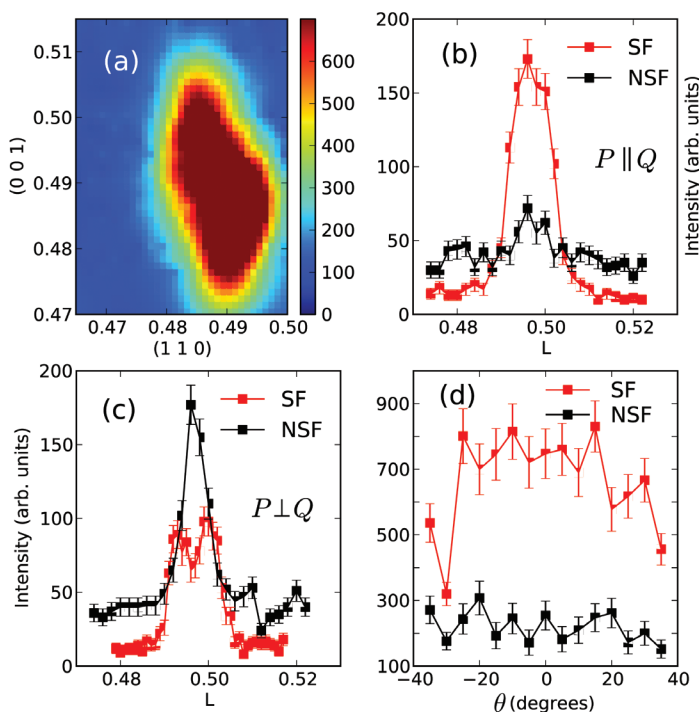 0.51
0.50
0.49
0.48
0.47
(0 0 1)
(a)
0.47 0.48 0.49 0.50
(1 1 0)
600
500
400
300
200
100
0
200
150
100
50
0
(b)
SF
NSF
P ∥ Q
0.48 0.50 0.52
L
Intensity (arb. units)
200
150
100
50
0
Intensity (arb. units)
(c)
SF
NSF
P ⊥ Q
0.48 0.50 0.52
L
900
700
500
300
100
(d)
SF
NSF
−40 −20 0 20 40
θ (degrees)
Intensity (arb. units)